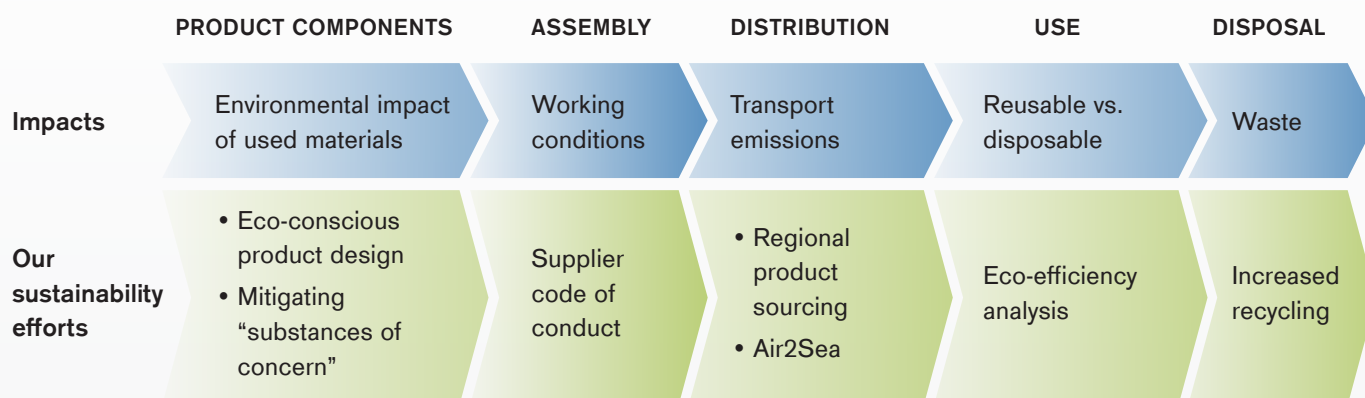 PRODUCT COMPONENTS
ASSEMBLY
DISTRIBUTION
USE
DISPOSAL
Impacts
Environmental impact
of used materials
Working
conditions
Transport
emissions
Reusable vs.
disposable
Waste
Our
sustainability
efforts
• Eco-conscious
product design
• Mitigating
“substances of
concern”
Supplier
code of
conduct
• Regional
product
sourcing
• Air2Sea
Eco-efficiency
analysis
Increased
recycling